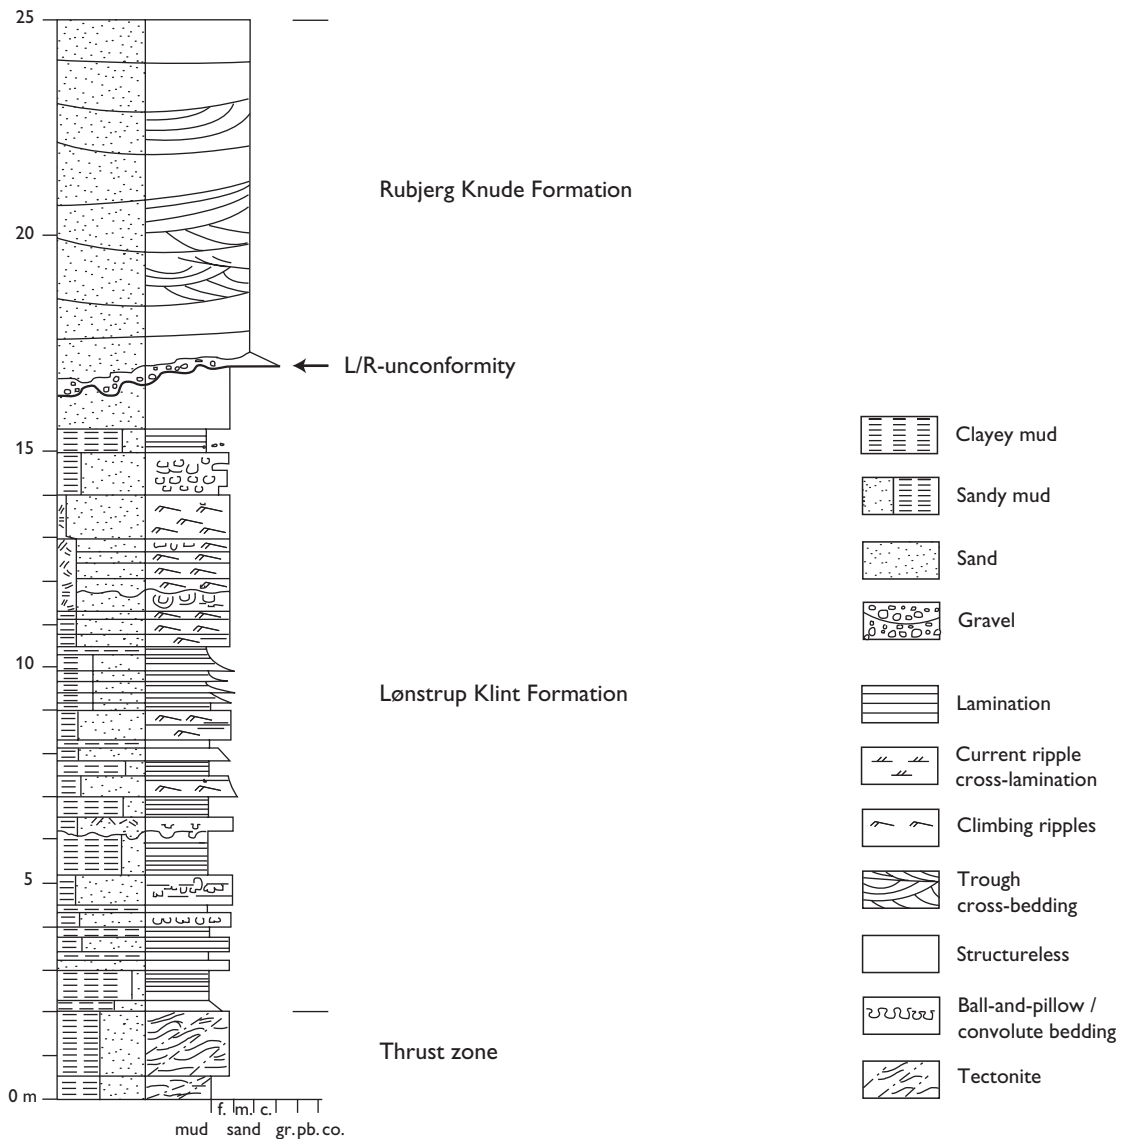 25
Rubjerg Knude Formation
20
L/R-unconformity
15
10
Lønstrup Klint Formation
5
Thrust zone
0 m
f. m. c.
mud sand gr. pb. co.
Clayey mud
Sandy mud
Sand
Gravel
Lamination
Current ripple
cross-lamination
Climbing ripples
Trough
cross-bedding
Structureless
Ball-and-pillow /
convolute bedding
Tectonite